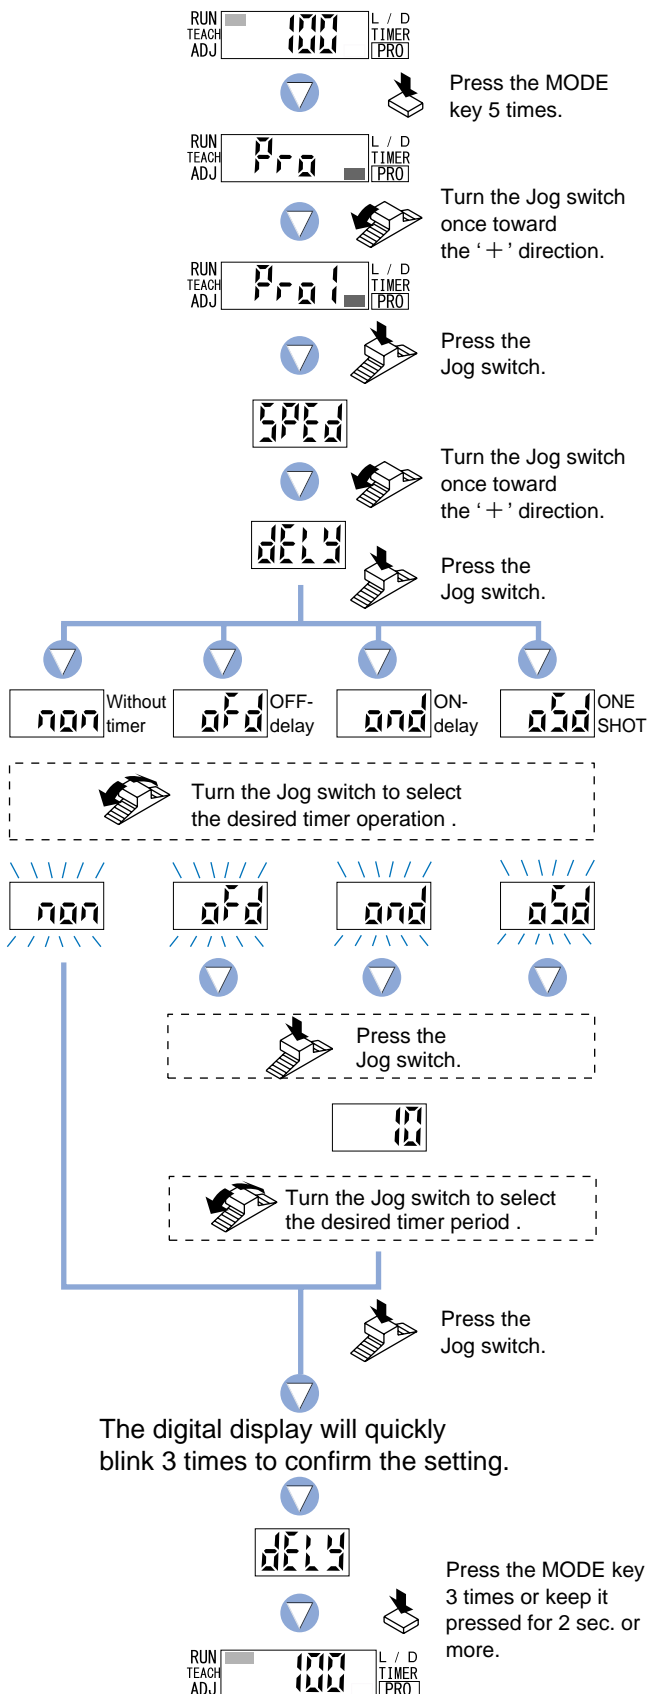 RUN
TEACH
ADJ
100
L / D
TIMER
PRO
Press the MODE
key 5 times.
RUN
TEACH
ADJ
Pro
L / D
TIMER
PRO
Turn the Jog switch
once toward
the ‘＋’ direction.
RUN
TEACH
ADJ
Pro1
L / D
TIMER
PRO
Press the
Jog switch.
SPEd
Turn the Jog switch
once toward
the ‘＋’ direction.
dELY
Press the
Jog switch.
non
Without
timer
oFd
OFF-
delay
ond
ON-
delay
oSd
ONE
SHOT
Turn the Jog switch to select
the desired timer operation .
non
oFd
ond
oSd
Press the
Jog switch.
10
Turn the Jog switch to select
the desired timer period .
Press the
Jog switch.
The digital display will quickly
blink 3 times to confirm the setting.
dELY
Press the MODE key
3 times or keep it
pressed for 2 sec. or
more.
RUN
TEACH
ADJ
100
L / D
TIMER
PRO